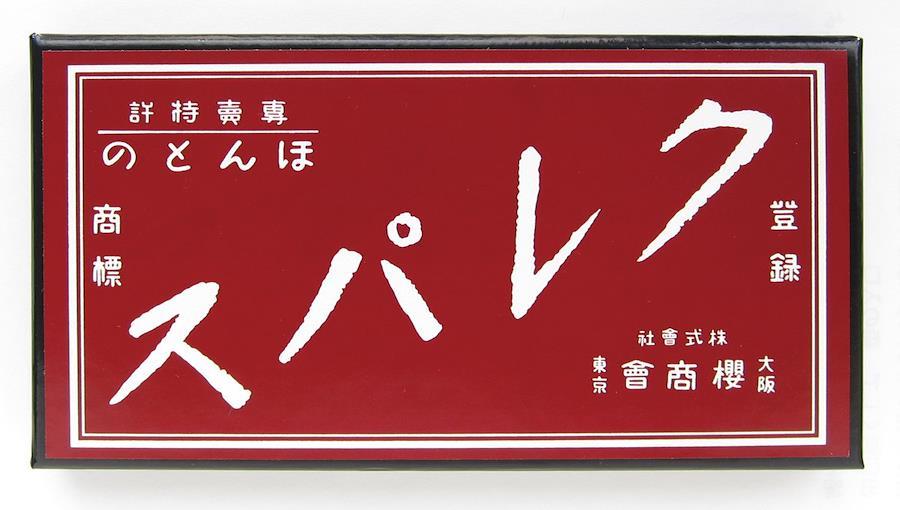 專賣特許
ほんとの
クレパス
登録
商標
株式會社
大阪
櫻商會
東京